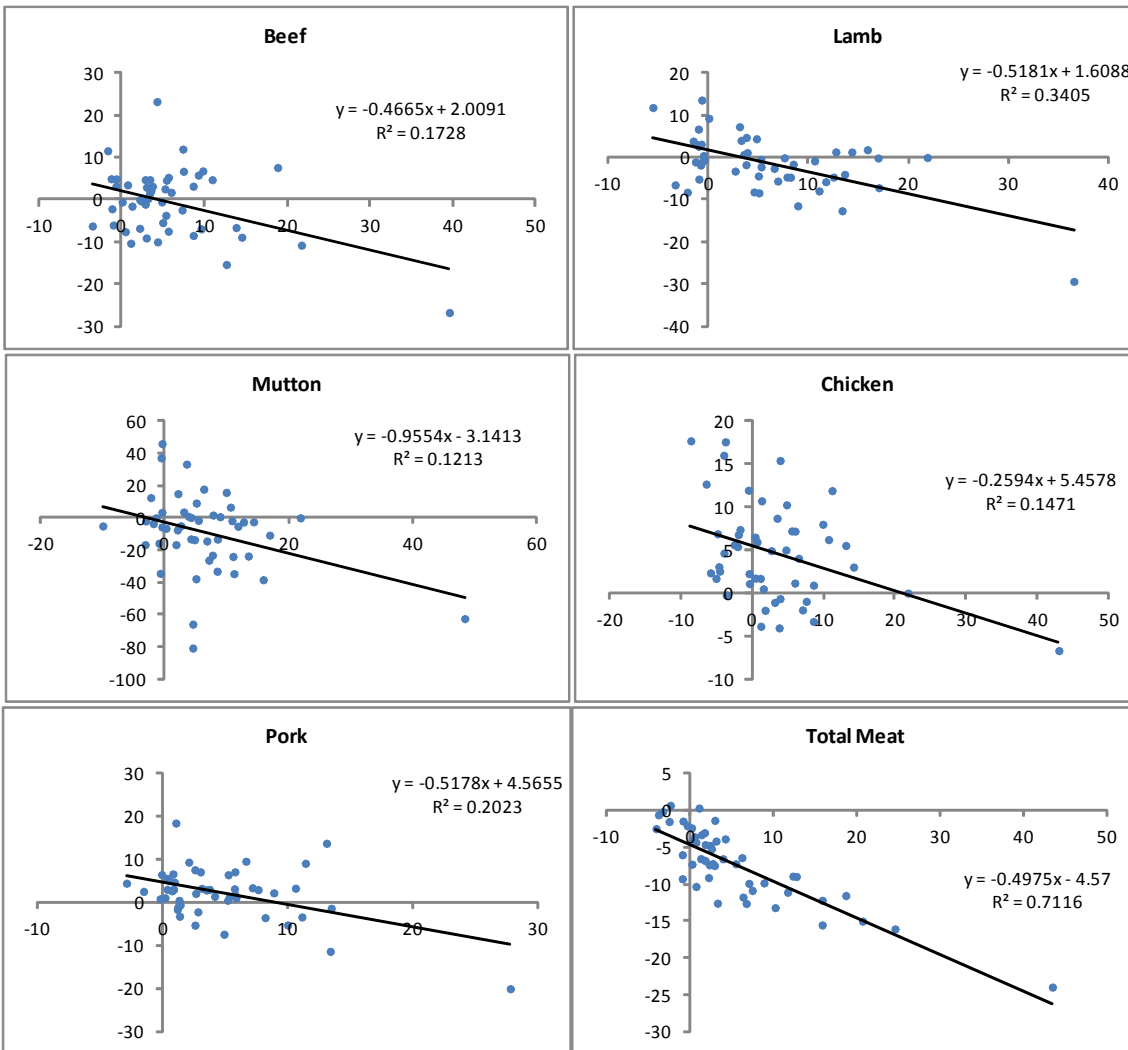 Beef
y = -0.4665x + 2.0091
R² = 0.1728
30
20
10
0
-10
-20
-30
-10 0 10 20 30 40 50
Lamb
y = -0.5181x + 1.6088
R² = 0.3405
20
10
0
-10
-20
-30
-40
-10 0 10 20 30 40
Mutton
y = -0.9554x - 3.1413
R² = 0.1213
60
40
20
0
-20
-40
-60
-80
-100
-20 0 20 40 60
Chicken
y = -0.2594x + 5.4578
R² = 0.1471
20
15
10
5
0
-5
-10
-20 -10 0 10 20 30 40 50
Pork
y = -0.5178x + 4.5655
R² = 0.2023
30
20
10
0
-10
-20
-30
-10 0 10 20 30
Total Meat
y = -0.4975x - 4.57
R² = 0.7116
5
0
-5
-10
-15
-20
-25
-30
-10 0 10 20 30 40 50